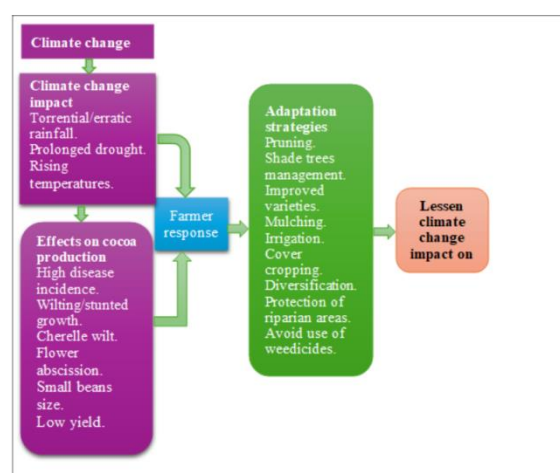 Climate change
Climate change
impact
Torrential/erratic
rainfall.
Prolonged drought.
Rising
temperatures.
Effects on cocoa
production
High disease
incidence.
Wilting/stunted
growth.
Cherelle wilt.
Flower
abscission.
Small beans
size.
Low yield.
Farmer
response
Adaptation
strategies
Pruning.
Shade trees
management.
Improved
varieties.
Mulching.
Irrigation.
Cover
cropping.
Diversification.
Protection of
riparian areas.
Avoid use of
weedicides.
Lessen
climate
change
impact on